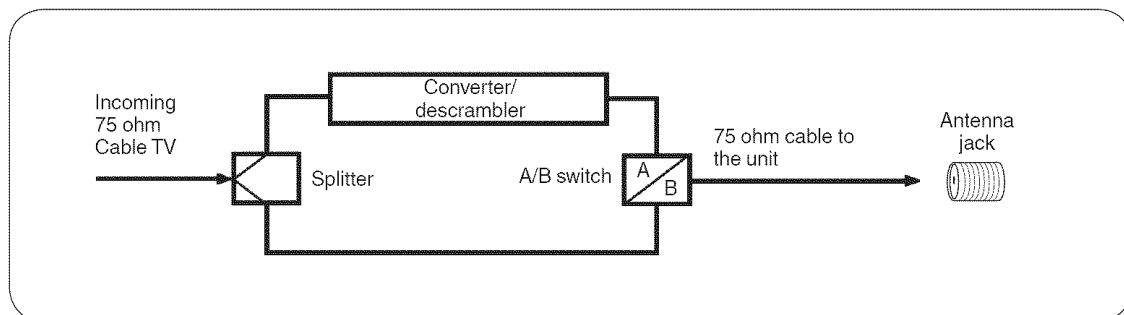 Incoming
75 ohm
Cable TV
Converter/
descrambler
Splitter
A/B switch
A
B
75 ohm cable to
the unit
Antenna
jack